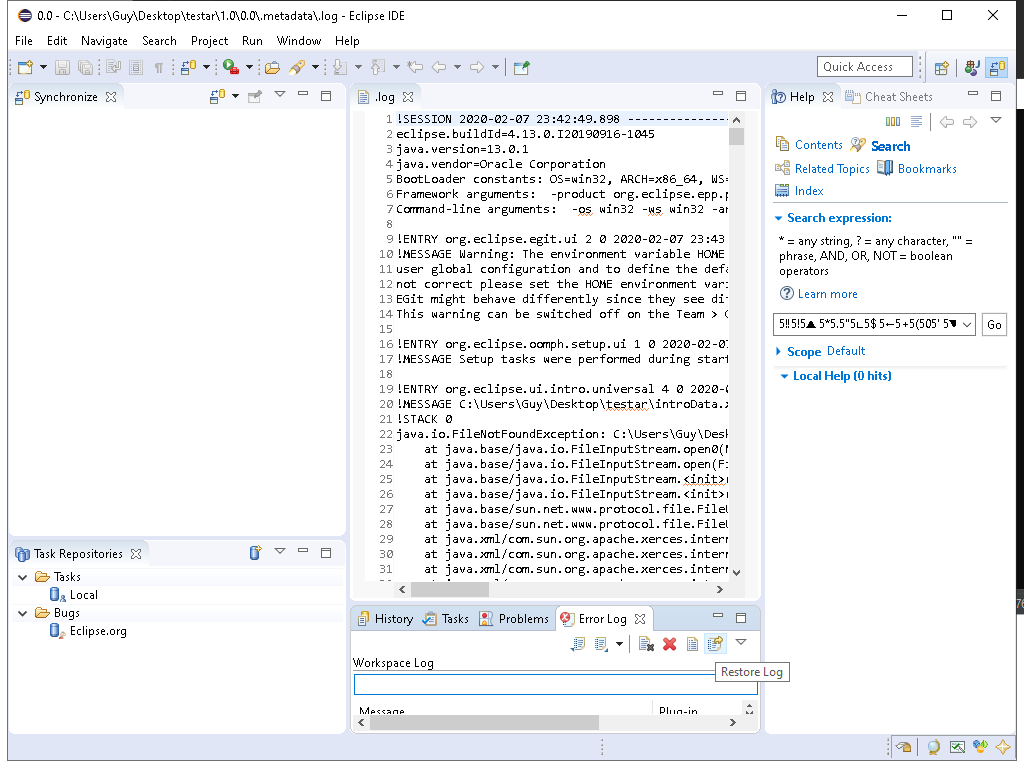 0.0 - C:\Users\Guy\Desktop\testar\1.0\0.0\.metadata\.log - Eclipse IDE
File Edit Navigate Search Project Run Window Help
Quick Access
Synchronize
.log
1 !SESSION 2020-02-07 23:42:49.898 ---------------
2 eclipse.buildId=4.13.0.I20190916-1045
3 java.version=13.0.1
4 java.vendor=Oracle Corporation
5 BootLoader constants: OS=win32, ARCH=x86_64, WS=
6 Framework arguments:  -product org.eclipse.epp.p
7 Command-line arguments:  -os win32 -ws win32 -ar
8
9 !ENTRY org.eclipse.egit.ui 2 0 2020-02-07 23:43
10 !MESSAGE Warning: The environment variable HOME
11 user global configuration and to define the defa
12 not correct please set the HOME environment vari
13 EGit might behave differently since they see di
14 This warning can be switched off on the Team >
15
16 !ENTRY org.eclipse.oomph.setup.ui 1 0 2020-02-07
17 !MESSAGE Setup tasks were performed during start
18
19 !ENTRY org.eclipse.ui.intro.universal 4 0 2020-0
20 !MESSAGE C:\Users\Guy\Desktop\testar\introData.x
21 !STACK 0
22 java.io.FileNotFoundException: C:\Users\Guy\Desk
23 at java.base/java.io.FileInputStream.open0(N
24 at java.base/java.io.FileInputStream.open(Fi
25 at java.base/java.io.FileInputStream.<init>(
26 at java.base/java.io.FileInputStream.<init>(
27 at java.base/sun.net.www.protocol.file.FileU
28 at java.base/sun.net.www.protocol.file.FileU
29 at java.xml/com.sun.org.apache.xerces.intern
30 at java.xml/com.sun.org.apache.xerces.intern
31 at java.xml/com.sun.org.apache.xerces.intern
Help Cheat Sheets
Contents Search
Related Topics Bookmarks
Index
Search expression:
* = any string, ? = any character, "" =
phrase, AND, OR, NOT = boolean
operators
Learn more
Go
Scope Default
Local Help (0 hits)
Task Repositories
Tasks
Local
Bugs
Eclipse.org
History Tasks Problems Error Log
Workspace Log
Restore Log
Message Plug-in